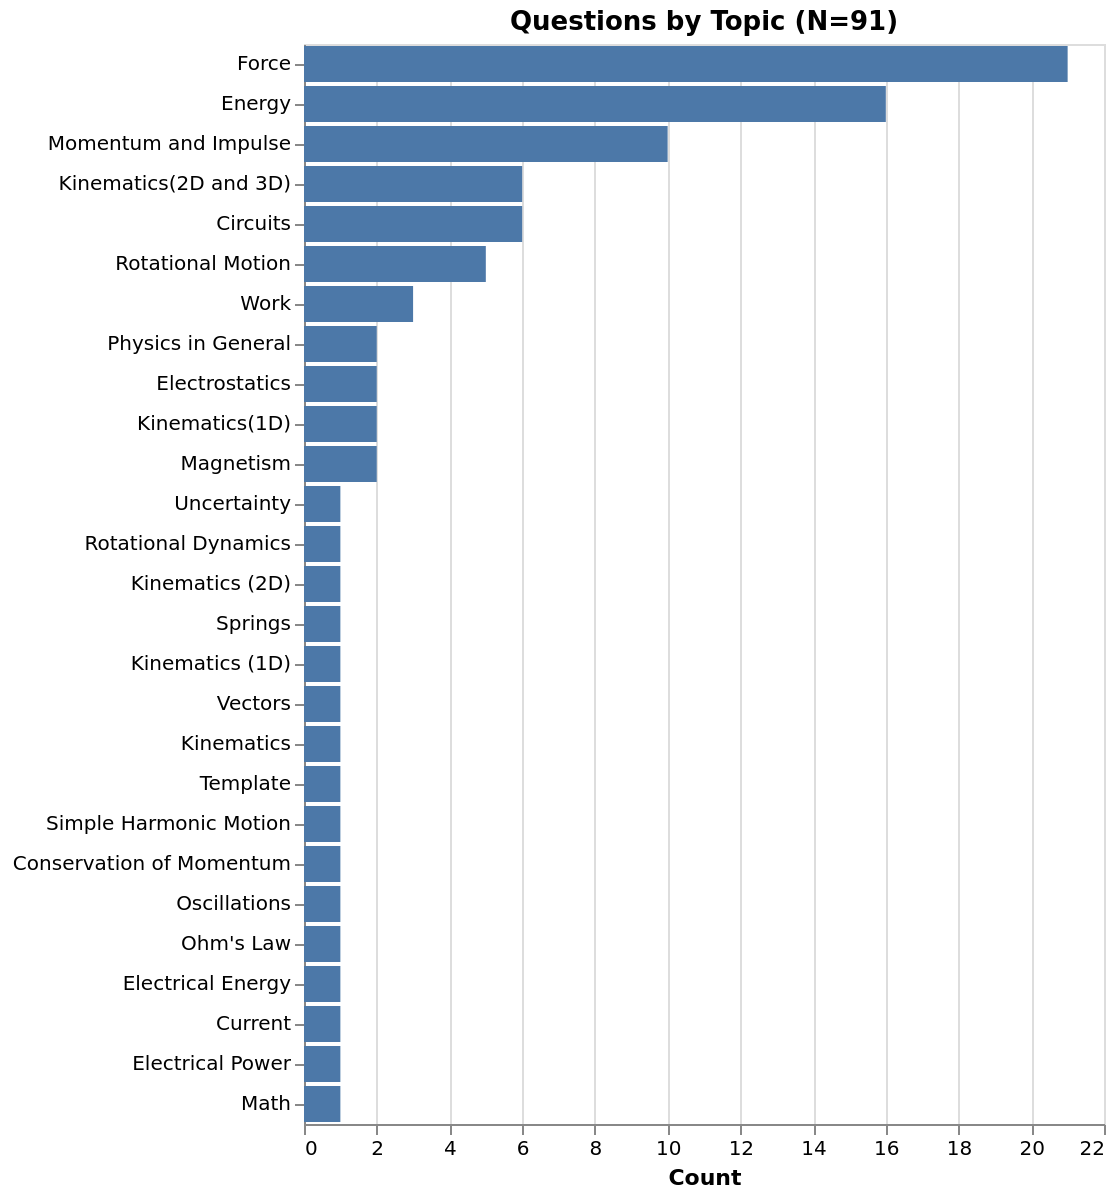 Questions by Topic (N=91)
Force
Energy
Momentum and Impulse
Kinematics(2D and 3D)
Circuits
Rotational Motion
Work
Physics in General
Electrostatics
Kinematics(1D)
Magnetism
Uncertainty
Rotational Dynamics
Kinematics (2D)
Springs
Kinematics (1D)
Vectors
Kinematics
Template
Simple Harmonic Motion
Conservation of Momentum
Oscillations
Ohm's Law
Electrical Energy
Current
Electrical Power
Math
0 2 4 6 8 10 12 14 16 18 20 22
Count